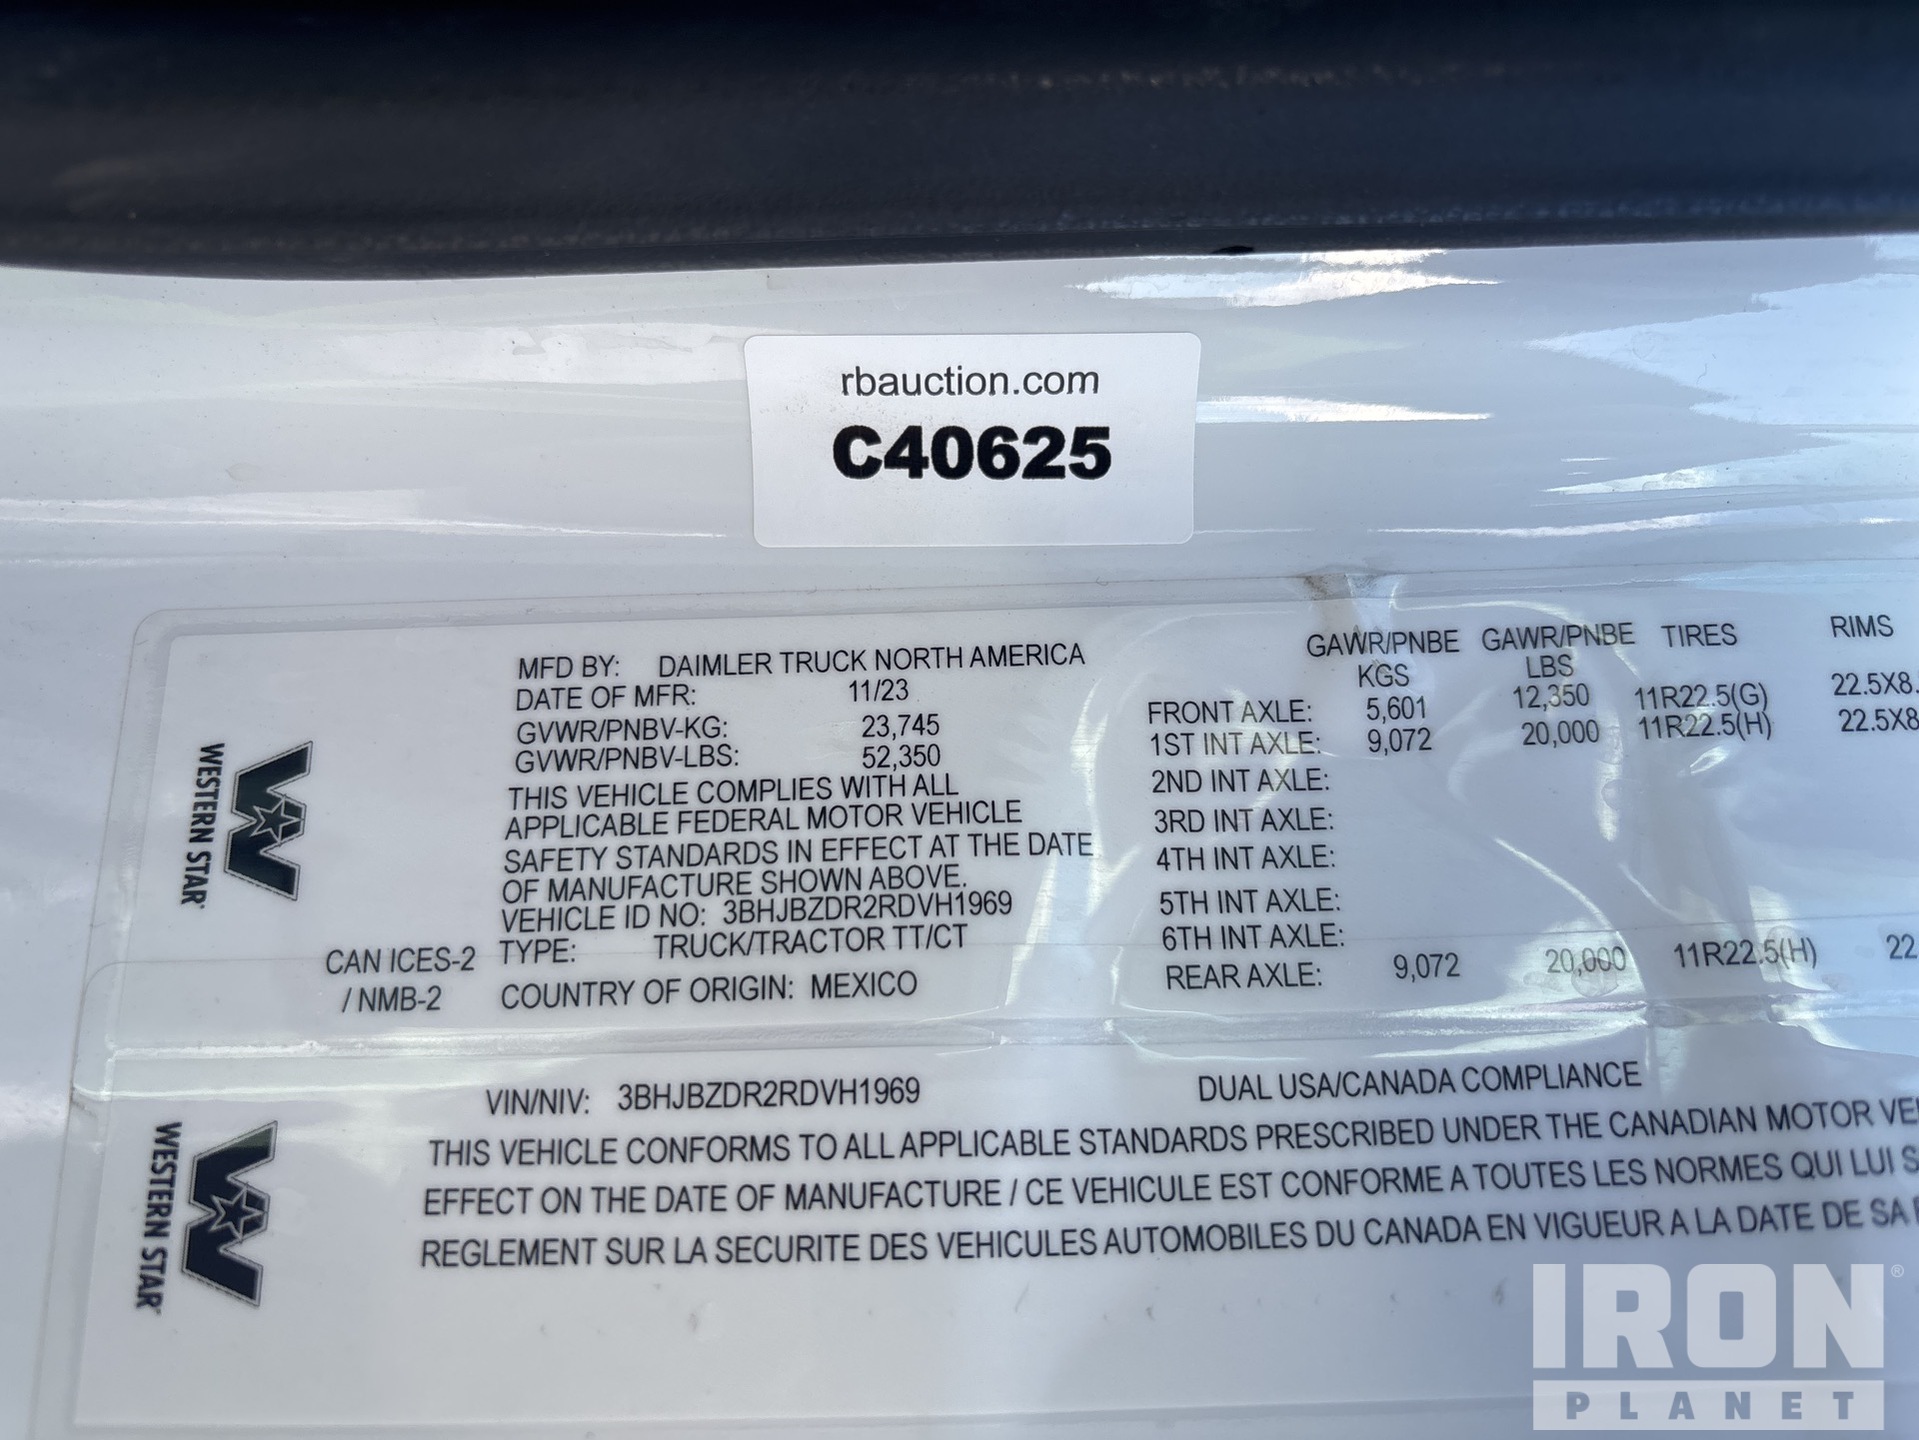 rbauction.com
C40625
WESTERN STAR
MFD BY: DAIMLER TRUCK NORTH AMERICA
DATE OF MFR: 11/23
GVWR/PNBV-KG: 23,745
GVWR/PNBV-LBS: 52,350
THIS VEHICLE COMPLIES WITH ALL
APPLICABLE FEDERAL MOTOR VEHICLE
SAFETY STANDARDS IN EFFECT AT THE DATE
OF MANUFACTURE SHOWN ABOVE.
VEHICLE ID NO: 3BHJBZDR2RDVH1969
TYPE: TRUCK/TRACTOR TT/CT
COUNTRY OF ORIGIN: MEXICO
CAN ICES-2
/ NMB-2
GAWR/PNBE GAWR/PNBE TIRES RIMS
KGS LBS
FRONT AXLE: 5,601 12,350 11R22.5(G) 22.5X8.
1ST INT AXLE: 9,072 20,000 11R22.5(H) 22.5X8
2ND INT AXLE:
3RD INT AXLE:
4TH INT AXLE:
5TH INT AXLE:
6TH INT AXLE:
REAR AXLE: 9,072 20,000 11R22.5(H) 22
WESTERN STAR
VIN/NIV: 3BHJBZDR2RDVH1969 DUAL USA/CANADA COMPLIANCE
THIS VEHICLE CONFORMS TO ALL APPLICABLE STANDARDS PRESCRIBED UNDER THE CANADIAN MOTOR
EFFECT ON THE DATE OF MANUFACTURE / CE VEHICULE EST CONFORME A TOUTES LES NORMES QUI LUI
REGLEMENT SUR LA SECURITE DES VEHICULES AUTOMOBILES DU CANADA EN VIGUEUR A LA DATE DE SA
IRON
PLANET